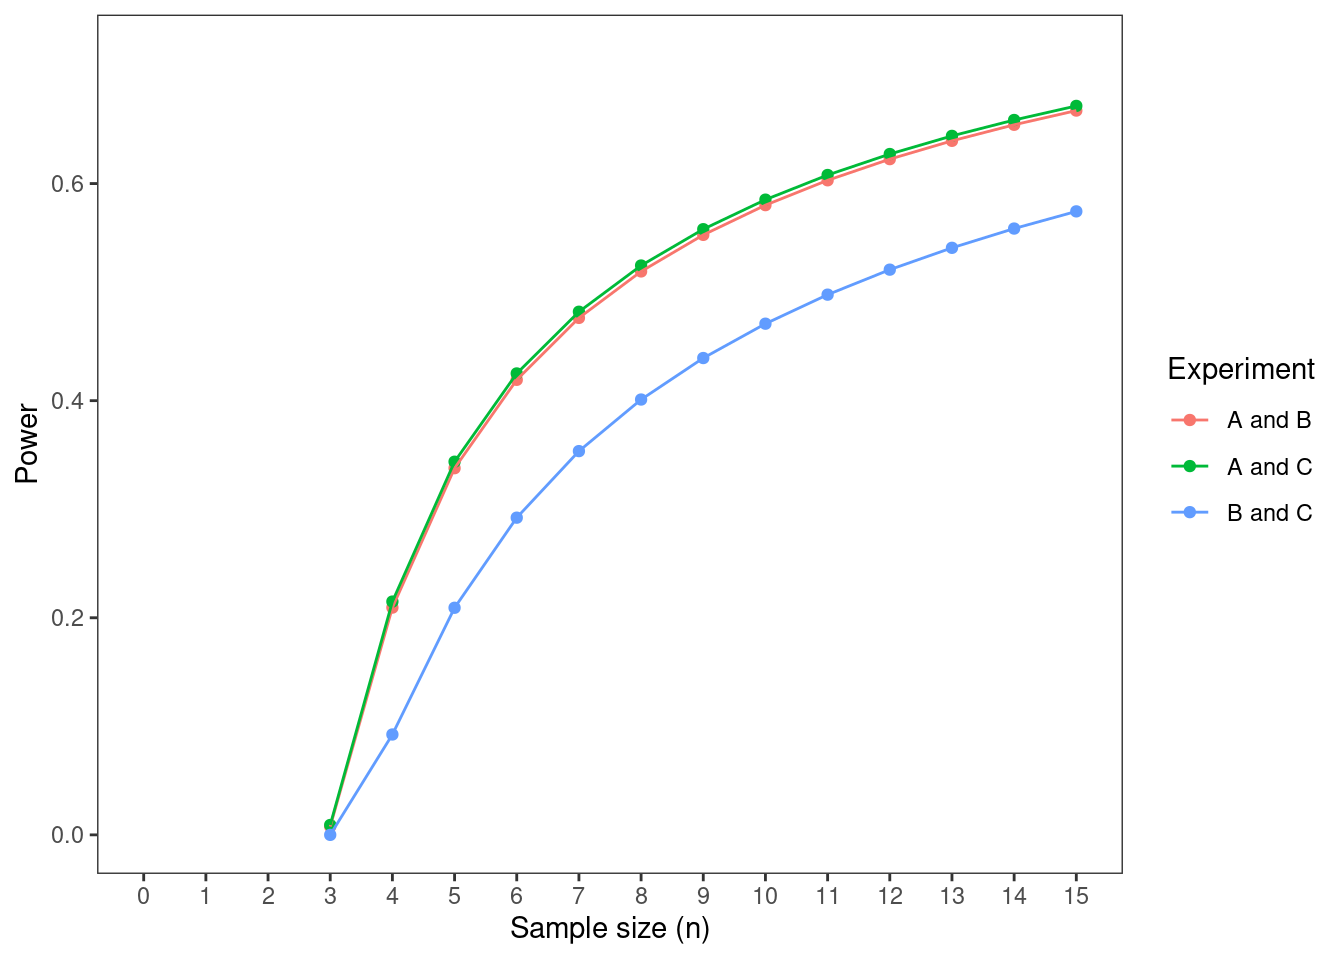 Power
0.6
0.4
0.2
0.0
0 1 2 3 4 5 6 7 8 9 10 11 12 13 14 15
Sample size (n)
Experiment
A and B
A and C
B and C